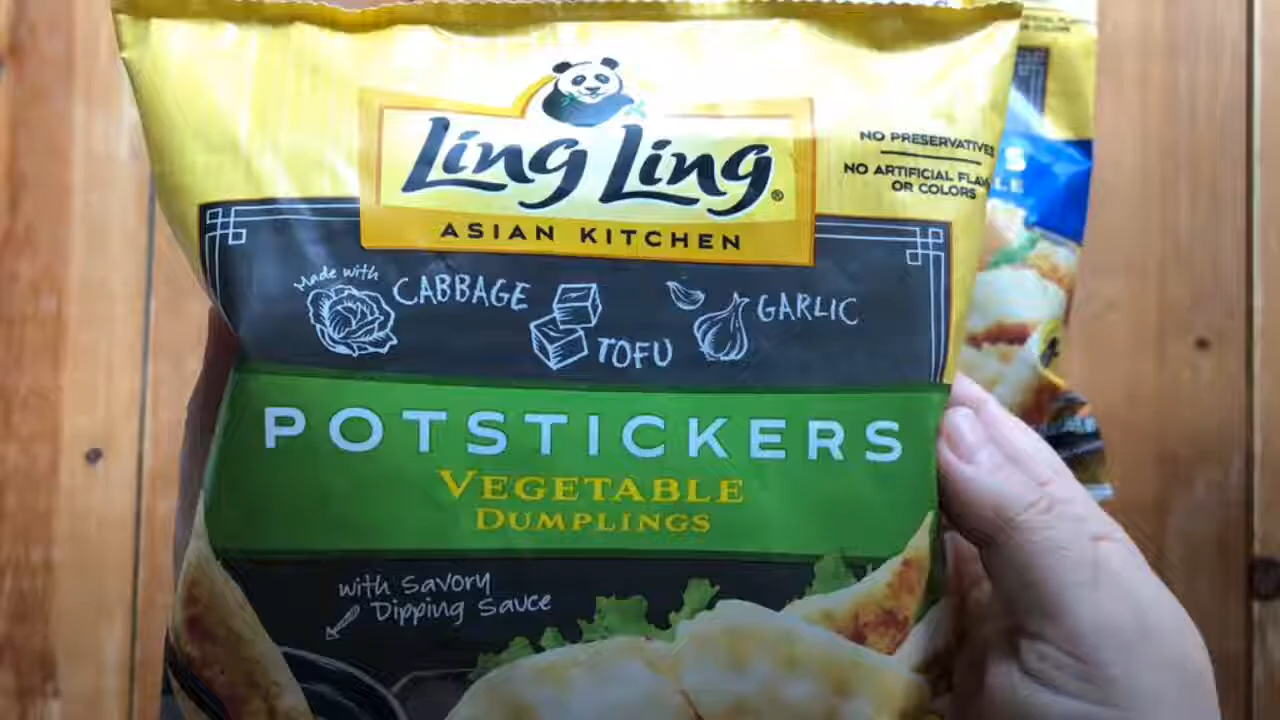 Ling Ling®
ASIAN KITCHEN
NO PRESERVATIVES
NO ARTIFICIAL
OR COLORS
Made with
CABBAGE
TOFU
GARLIC
POTSTICKERS
VEGETABLE
DUMPLINGS
with Savory
Dipping Sauce